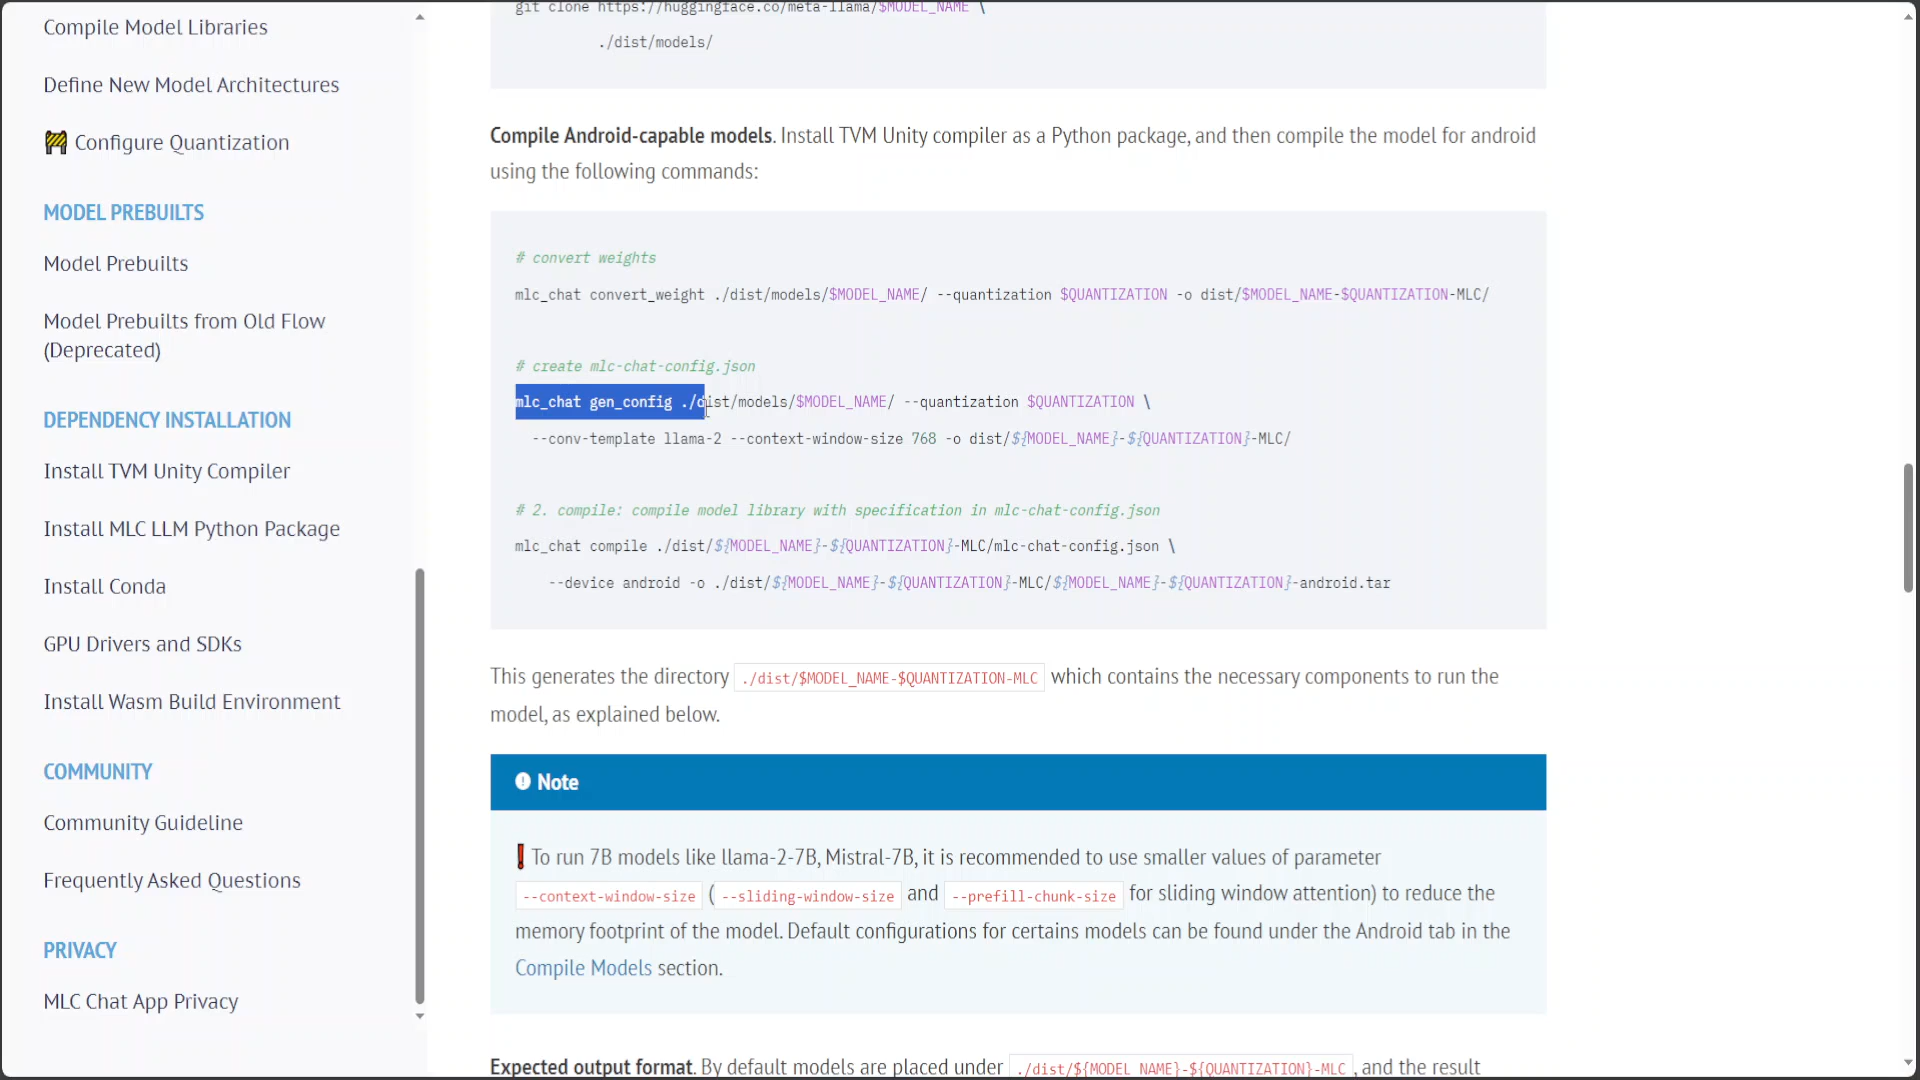 Compile Model Libraries
Define New Model Architectures
🚧 Configure Quantization
MODEL PREBUILTS
Model Prebuilts
Model Prebuilts from Old Flow
(Deprecated)
DEPENDENCY INSTALLATION
Install TVM Unity Compiler
Install MLC LLM Python Package
Install Conda
GPU Drivers and SDKs
Install Wasm Build Environment
COMMUNITY
Community Guideline
Frequently Asked Questions
PRIVACY
MLC Chat App Privacy
git clone https://huggingface.co/meta-llama/$MODEL_NAME \
./dist/models/
Compile Android-capable models. Install TVM Unity compiler as a Python package, and then compile the model for android
using the following commands:
# convert weights
mlc_chat convert_weight ./dist/models/$MODEL_NAME/ --quantization $QUANTIZATION -o dist/$MODEL_NAME-$QUANTIZATION-MLC/
# create mlc-chat-config.json
mlc_chat gen_config ./dist/models/$MODEL_NAME/ --quantization $QUANTIZATION \
--conv-template llama-2 --context-window-size 768 -o dist/${MODEL_NAME}-${QUANTIZATION}-MLC/
# 2. compile: compile model library with specification in mlc-chat-config.json
mlc_chat compile ./dist/${MODEL_NAME}-${QUANTIZATION}-MLC/mlc-chat-config.json \
--device android -o ./dist/${MODEL_NAME}-${QUANTIZATION}-MLC/${MODEL_NAME}-${QUANTIZATION}-android.tar
This generates the directory ./dist/$MODEL_NAME-$QUANTIZATION-MLC which contains the necessary components to run the
model, as explained below.
Note
❗To run 7B models like llama-2-7B, Mistral-7B, it is recommended to use smaller values of parameter
--context-window-size ( --sliding-window-size and --prefill-chunk-size for sliding window attention) to reduce the
memory footprint of the model. Default configurations for certains models can be found under the Android tab in the
Compile Models section.
Expected output format. By default models are placed under ./dist/${MODEL_NAME}-${QUANTIZATION}-MLC , and the result